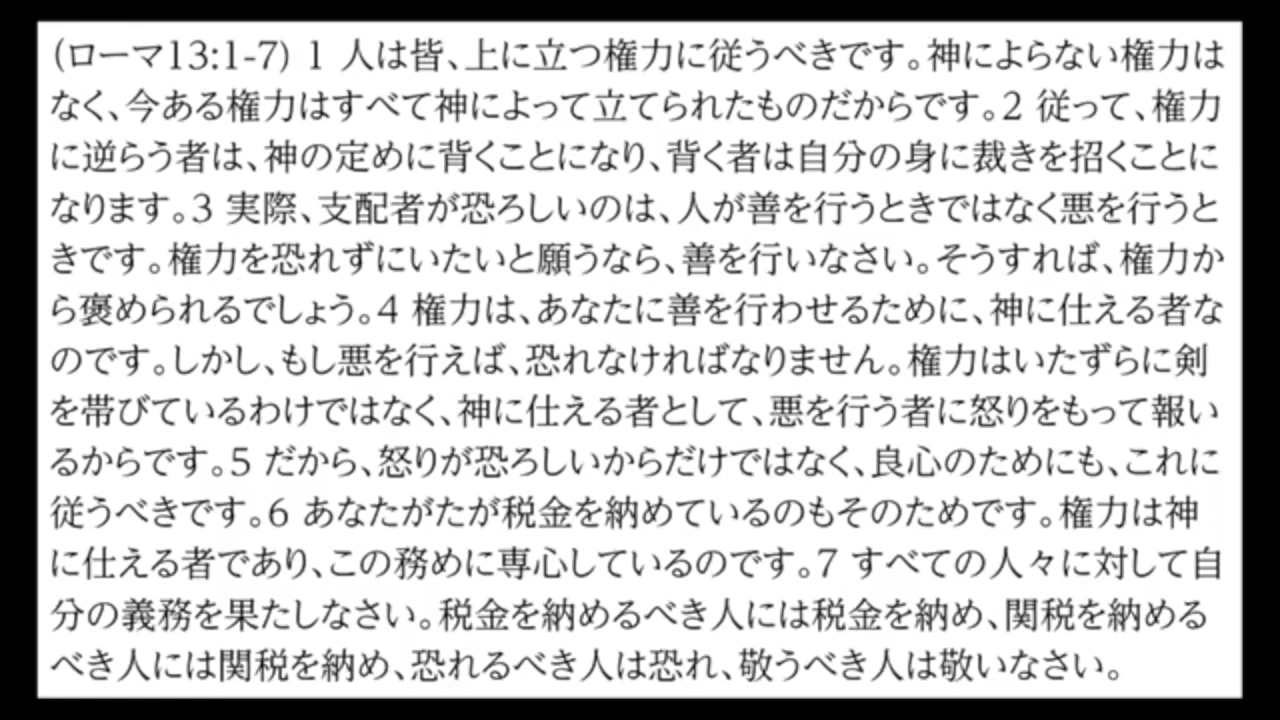 (ローマ13:1-7) 1 人は皆、上に立つ権力に従うべきです。神によらない権力は
なく、今ある権力はすべて神によって立てられたものだからです。2 従って、権力
に逆らう者は、神の定めに背くことになり、背く者は自分の身に裁きを招くことに
なります。3 実際、支配者が恐ろしいのは、人が善を行うときではなく悪を行うと
きです。権力を恐れずにいたいと願うなら、善を行いなさい。そうすれば、権力か
ら褒められるでしょう。4 権力は、あなたに善を行わせるために、神に仕える者な
のです。しかし、もし悪を行えば、恐れなければなりません。権力はいたずらに剣
を帯びているわけではなく、神に仕える者として、悪を行う者に怒りをもって報い
るからです。5 だから、怒りが恐ろしいからだけではなく、良心のためにも、これに
従うべきです。6 あなたがたが税金を納めているのもそのためです。権力は神
に仕える者であり、この務めに専心しているのです。7 すべての人々に対して自
分の義務を果たしなさい。税金を納めるべき人には税金を納め、関税を納める
べき人には関税を納め、恐れるべき人は恐れ、敬うべき人は敬いなさい。